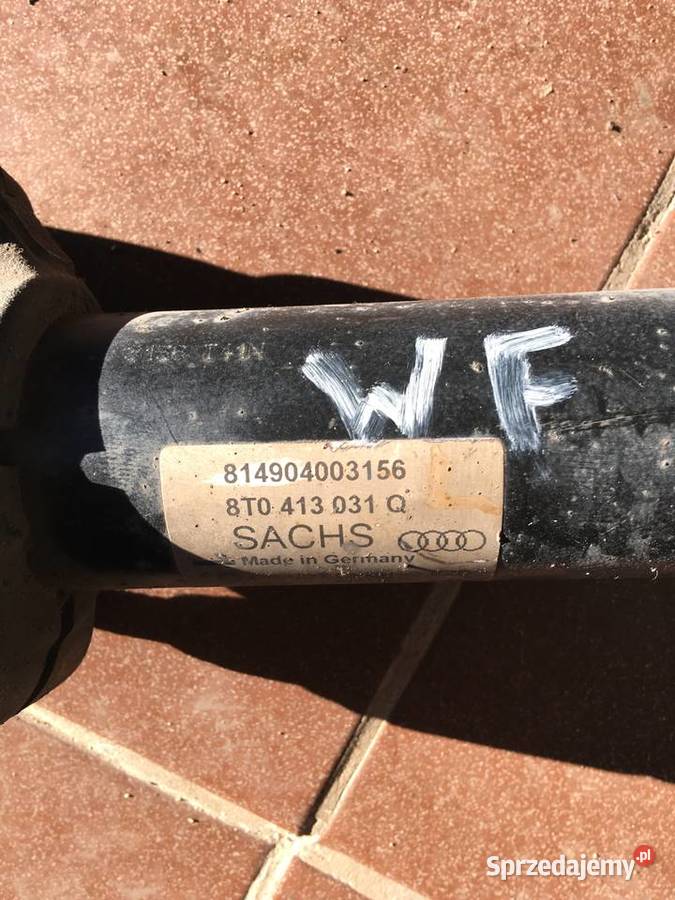 WF
814904003156
8T0 413 031 Q
SACHS
Made in Germany
Sprzedajemy.pl